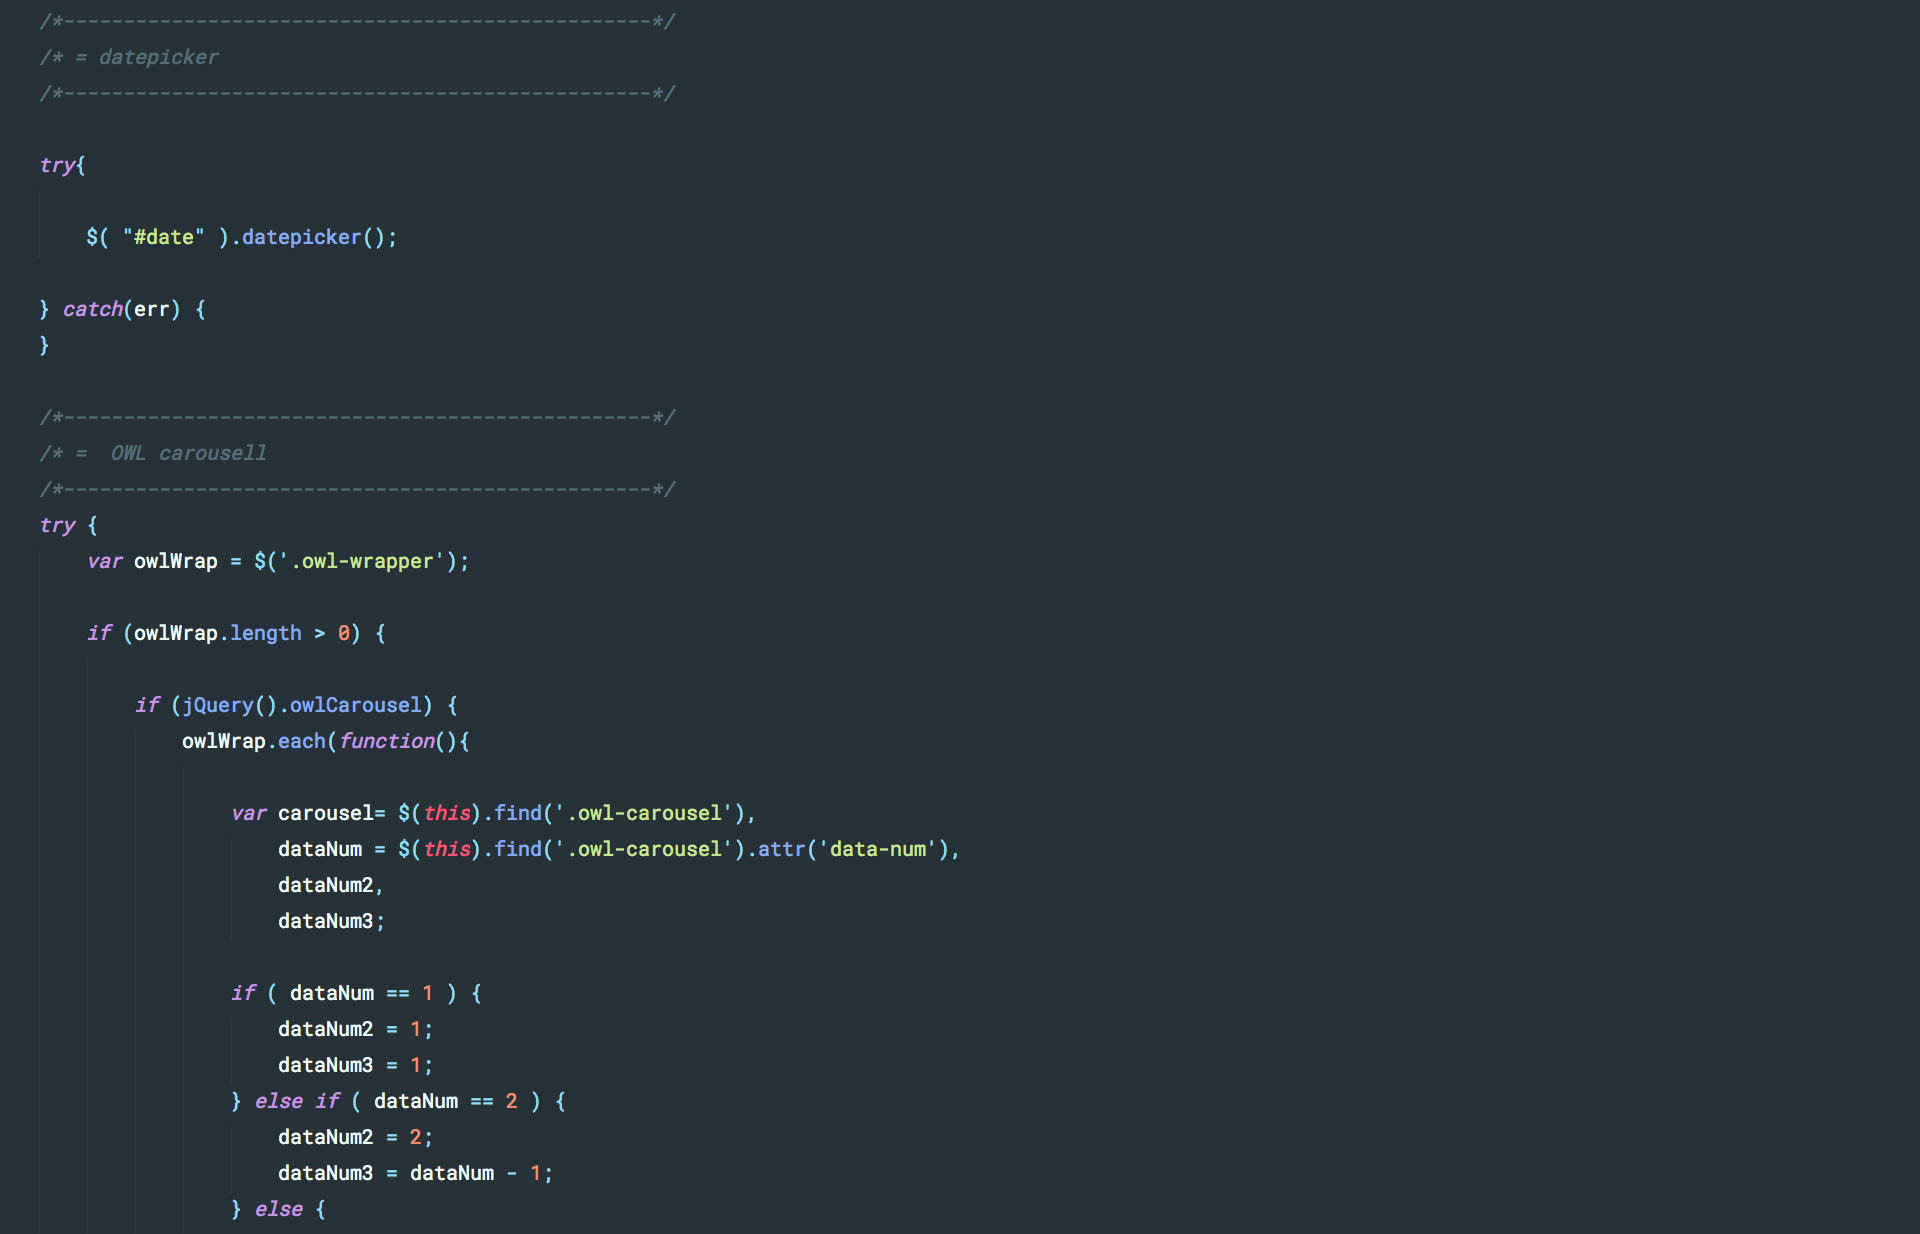 /*-------------------------------------------------*/
/* = datepicker
/*-------------------------------------------------*/
try{
$( "#date" ).datepicker();
} catch(err) {
}
/*-------------------------------------------------*/
/* =  OWL carousell
/*-------------------------------------------------*/
try {
var owlWrap = $('.owl-wrapper');
if (owlWrap.length > 0) {
if (jQuery().owlCarousel) {
owlWrap.each(function(){
var carousel= $(this).find('.owl-carousel'),
dataNum = $(this).find('.owl-carousel').attr('data-num'),
dataNum2,
dataNum3;
if ( dataNum == 1 ) {
dataNum2 = 1;
dataNum3 = 1;
} else if ( dataNum == 2 ) {
dataNum2 = 2;
dataNum3 = dataNum - 1;
} else {